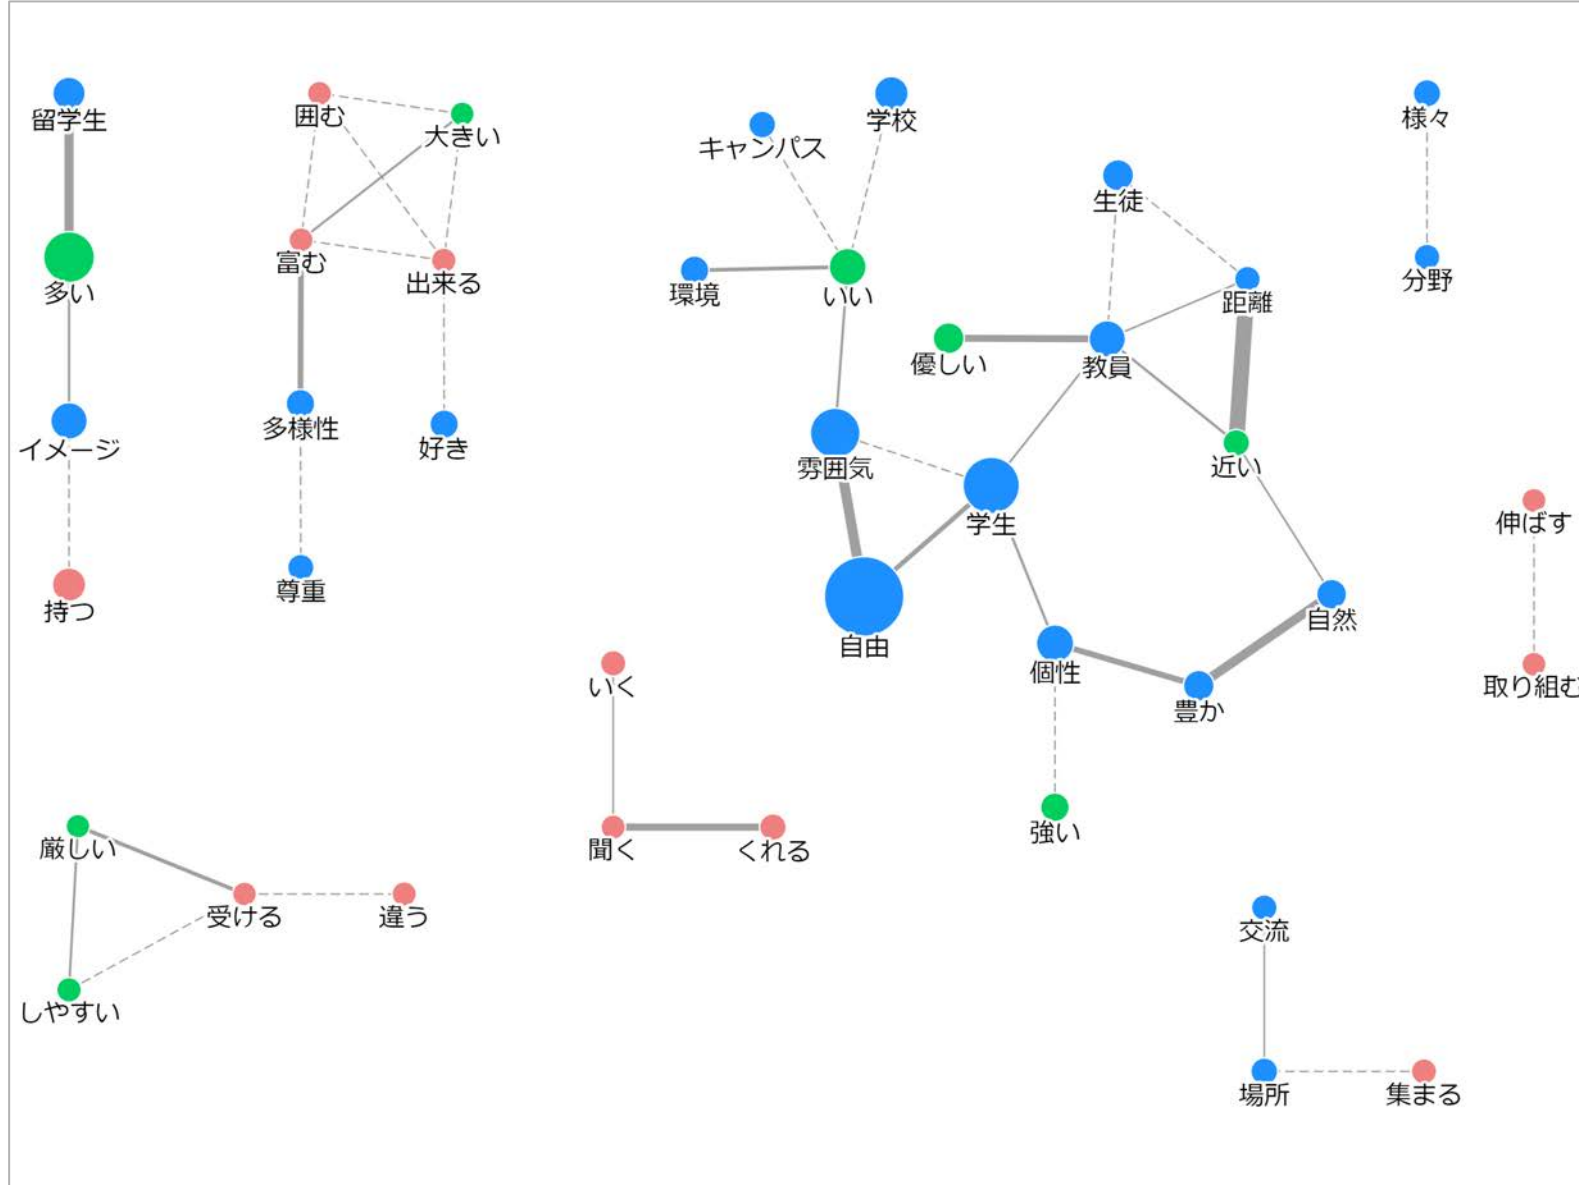 留学生
囲む
大きい
キャンパス
学校
様々
生徒
多い
富む
出来る
環境
いい
距離
分野
優しい
教員
イメージ
多様性
好き
雰囲気
近い
学生
伸ばす
持つ
尊重
自由
自然
個性
いく
豊か
取り組む
厳しい
聞く
くれる
強い
受ける
違う
交流
しやすい
場所
集まる